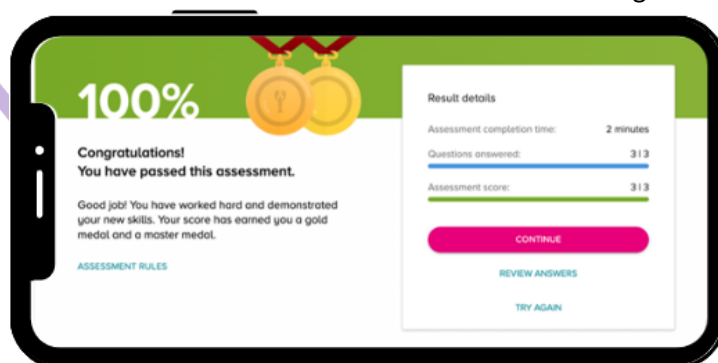 100%
Congratulations!
You have passed this assessment.
Good job! You have worked hard and demonstrated
your new skills. Your score has earned you a gold
medal and a master medal.
ASSESSMENT RULES
Result details
Assessment completion time: 2 minutes
Questions answered: 3|3
Assessment score: 3|3
CONTINUE
REVIEW ANSWERS
TRY AGAIN